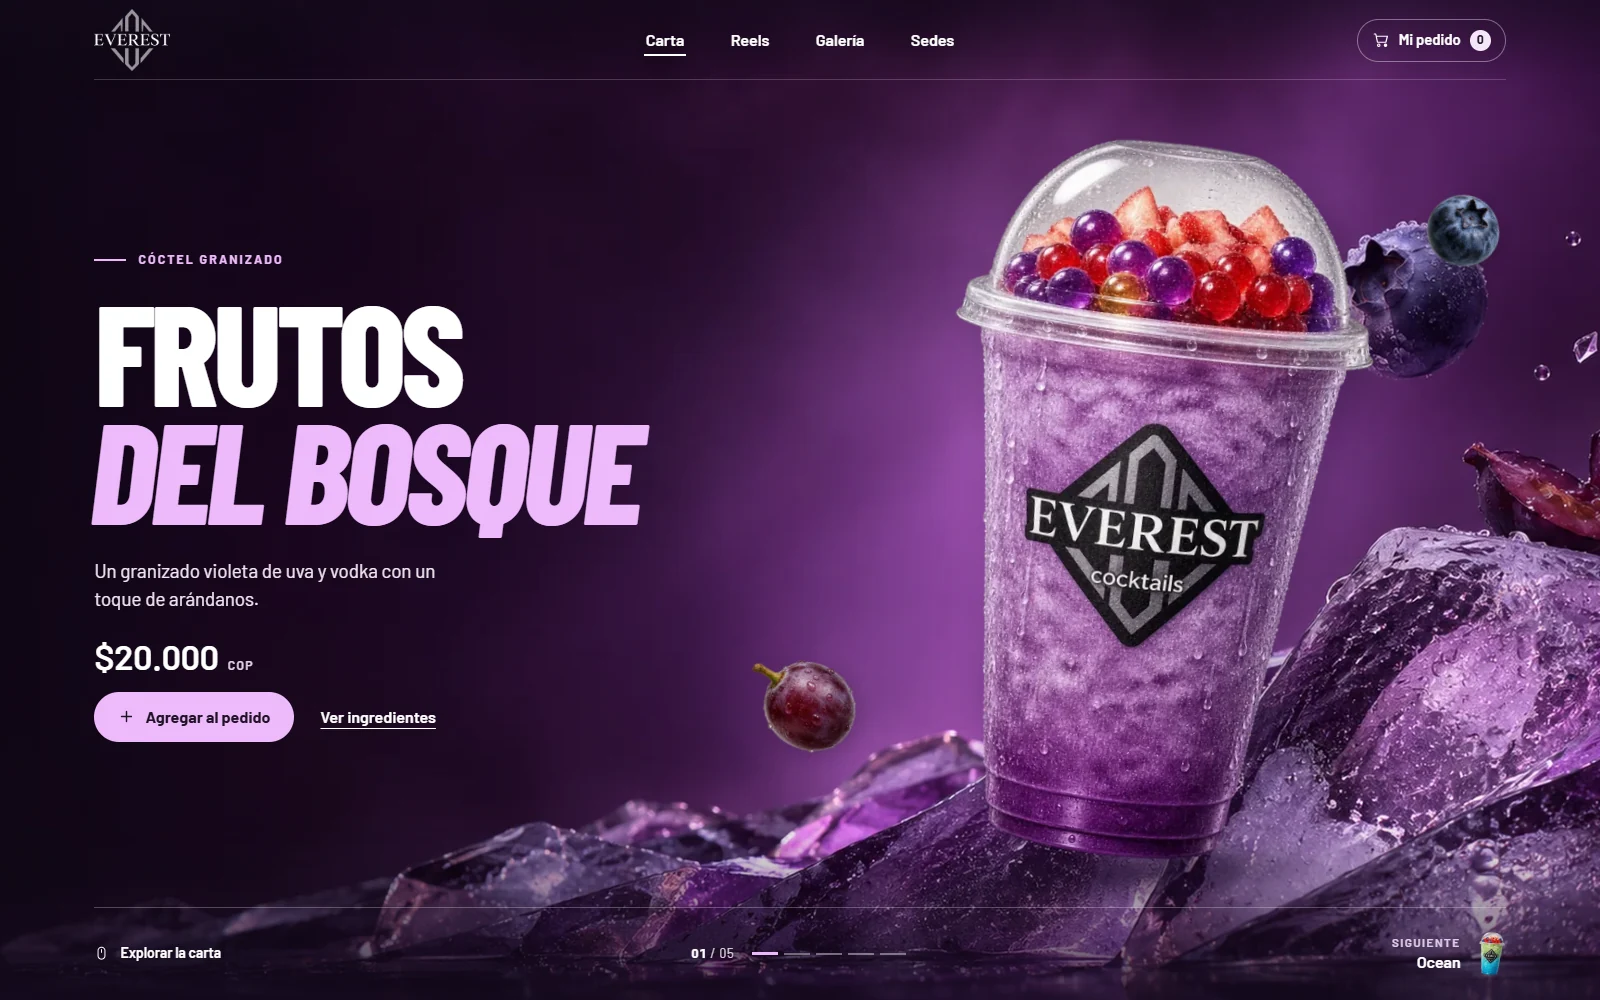 EVEREST
Carta
Reels
Galería
Sedes
Mi pedido 0
CÓCTEL GRANIZADO
FRUTOS
DEL BOSQUE
Un granizado violeta de uva y vodka con un
toque de arándanos.
$20.000 COP
Agregar al pedido
Ver ingredientes
EVEREST
cocktails
Explorar la carta
01 / 05
SIGUIENTE
Ocean